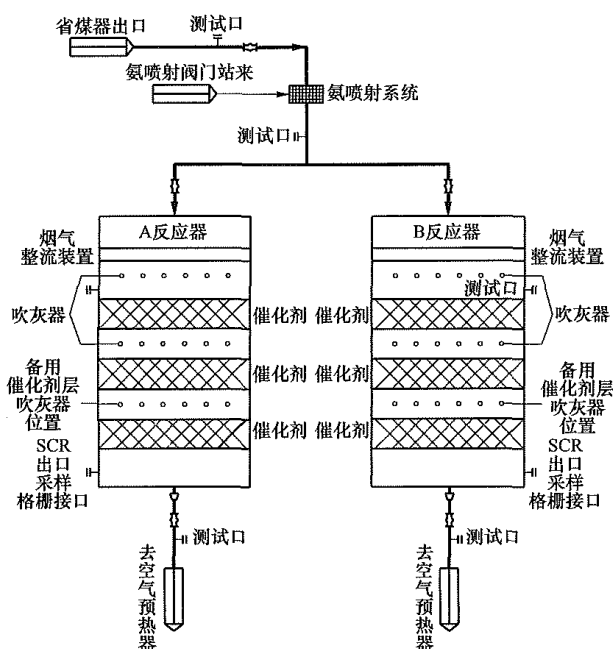 省煤器出口
测试口
氨喷射阀门站来
氨喷射系统
测试口
A反应器
B反应器
烟气
整流装置
烟气
整流装置
测试口
吹灰器
催化剂
催化剂
吹灰器
备用
催化剂层
吹灰器
位置
催化剂
催化剂
备用
催化剂层
吹灰器
位置
SCR
出口
采样
格栅接口
催化剂
催化剂
SCR
出口
采样
格栅接口
测试口
测试口
去空气预热器
去空气预热器